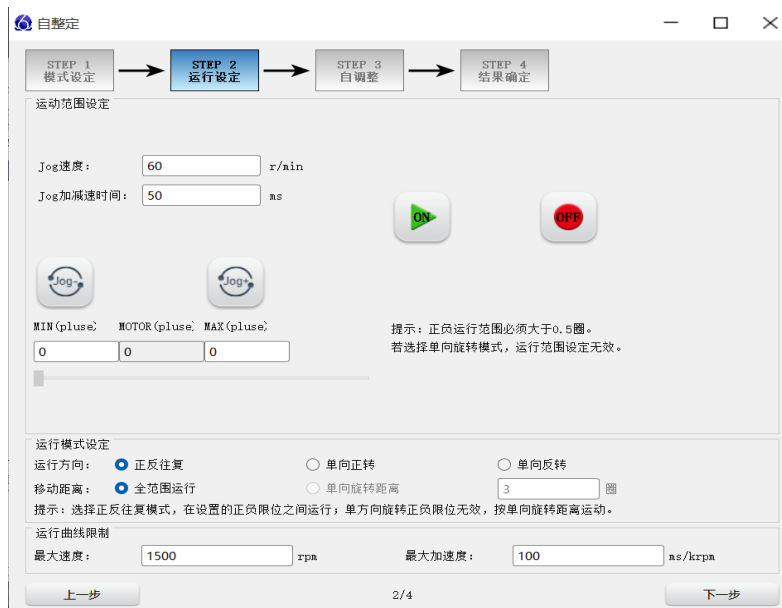 自整定
STEP 1 STEP 2 STEP 3 STEP 4
模式设定 运行设定 自调整 结果确定
运动范围设定
Jog速度： 60 r/min
Jog加减速时间： 50 ms
ON OFF
Jog- Jog+
MIN(pluse) MOTOR(pluse) MAX(pluse)
0 0 0
提示：正负运行范围必须大于0.5圈。
若选择单向旋转模式，运行范围设定无效。
运行模式设定
运行方向： 正反往复 单向正转 单向反转
移动距离： 全范围运行 单向旋转距离 3 圈
提示：选择正反往复模式，在设置的正负限位之间运行；单方向旋转正负限位无效，按单向旋转距离运动。
运行曲线限制
最大速度： 1500 rpm 最大加速度： 100 ms/krpm
上一步 2/4 下一步